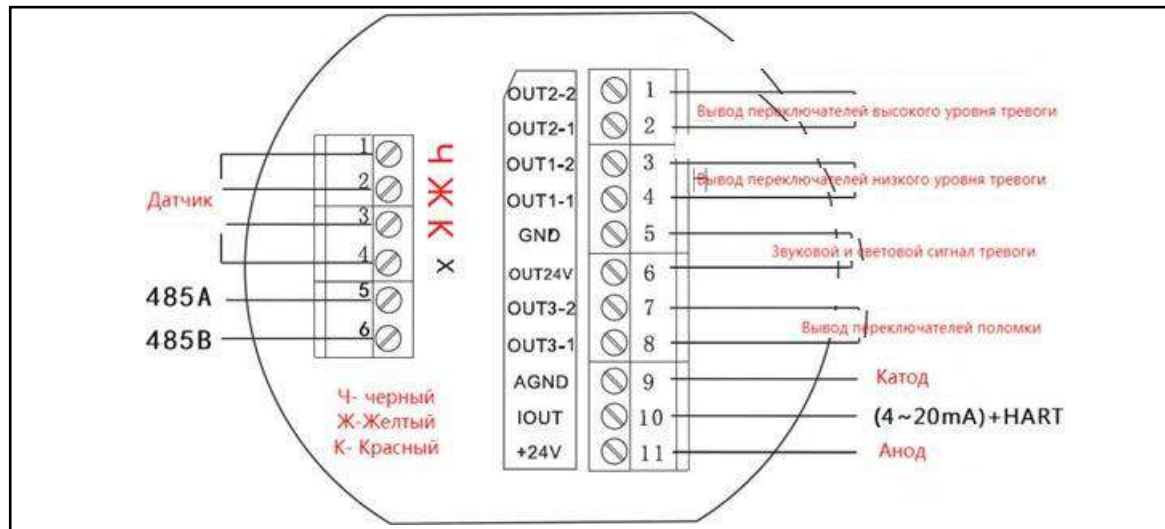 OUT2-2 1
Вывод переключателей высокого уровня тревоги
OUT2-1 2
OUT1-2 3
Вывод переключателей низкого уровня тревоги
OUT1-1 4
GND 5
Звуковой и световой сигнал тревоги
OUT24V 6
OUT3-2 7
Вывод переключателей поломки
OUT3-1 8
AGND 9 Катод
IOUT 10 (4~20mA)+HART
+24V 11 Анод
1 Ч
2 Ж
Датчик
3 К
4 х
485A 5
485B 6
Ч- черный
Ж-Желтый
К- Красный